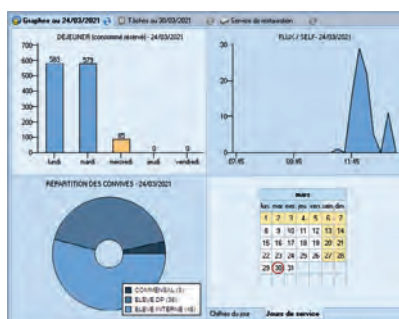 Graphes au 24/03/2021
Tâches au 30/03/2021
Service de restauration
DEJEUNER (consommé réservé) - 24/03/2021
700
600
500
400
300
200
100
0
583
579
85
0
0
lundi
mardi
mercredi
jeudi
vendredi
FLUX / SELF - 24/03/2021
30
20
10
0
07:45
09:45
11:45
RÉPARTITION DES CONVIVES - 24/03/2021
COMMENSAL (3)
ELEVE DP (36)
ELEVE INTERNE (46)
mars
lun. mar. mer. jeu. ven. sam. dim.
1 2 3 4 5 6 7
8 9 10 11 12 13 14
15 16 17 18 19 20 21
22 23 24 25 26 27 28
29 30 31
Chiffres du jour
Jours de service